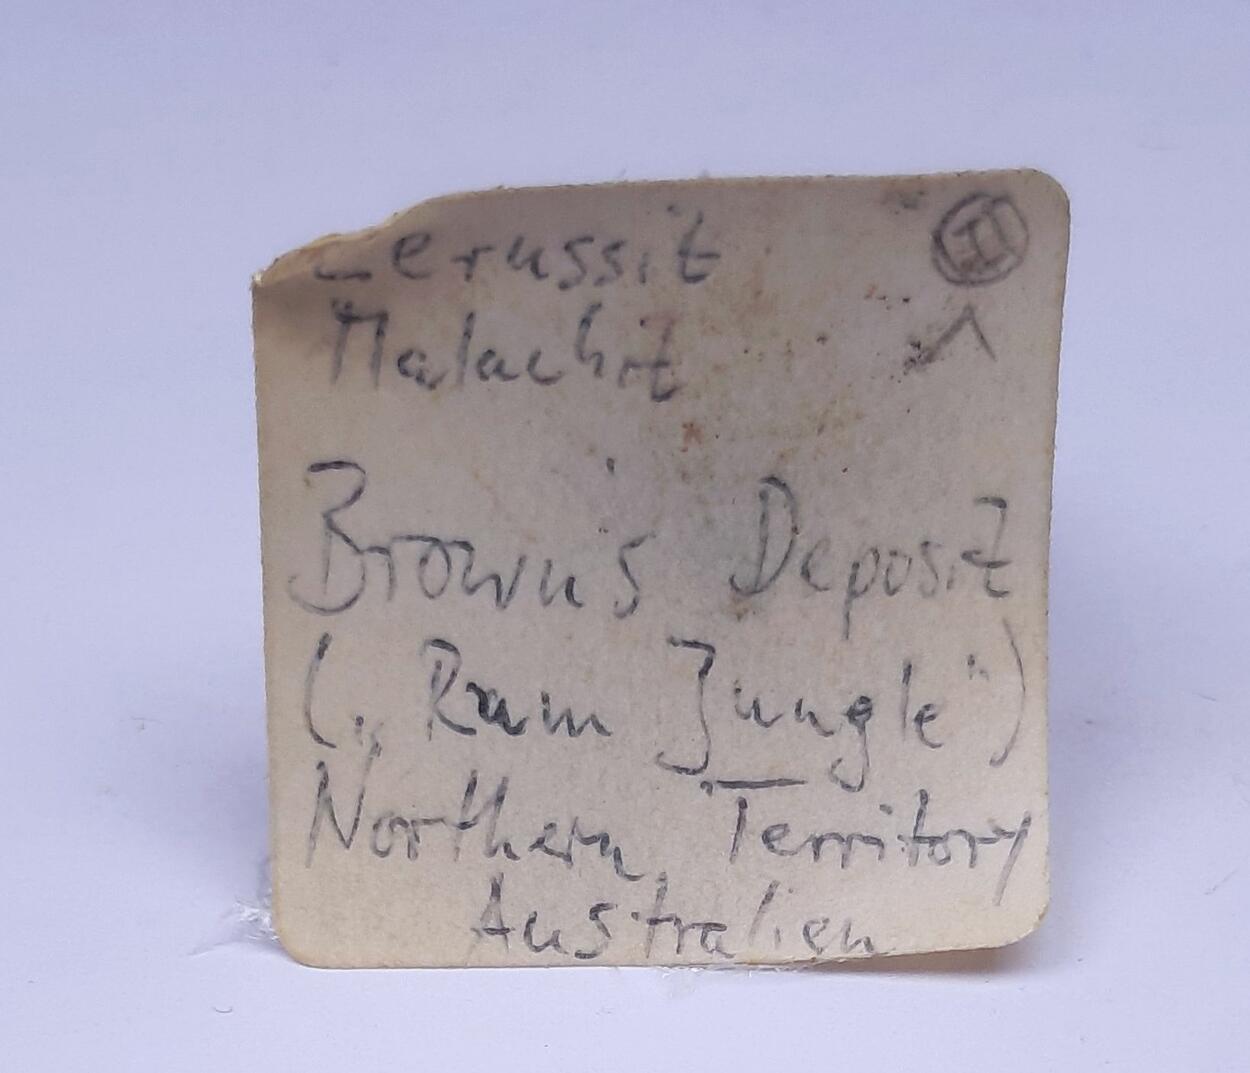 Cerussit
Malachit
Brown's Deposit
(„Rum Jungle“)
Northern Territory
Australien